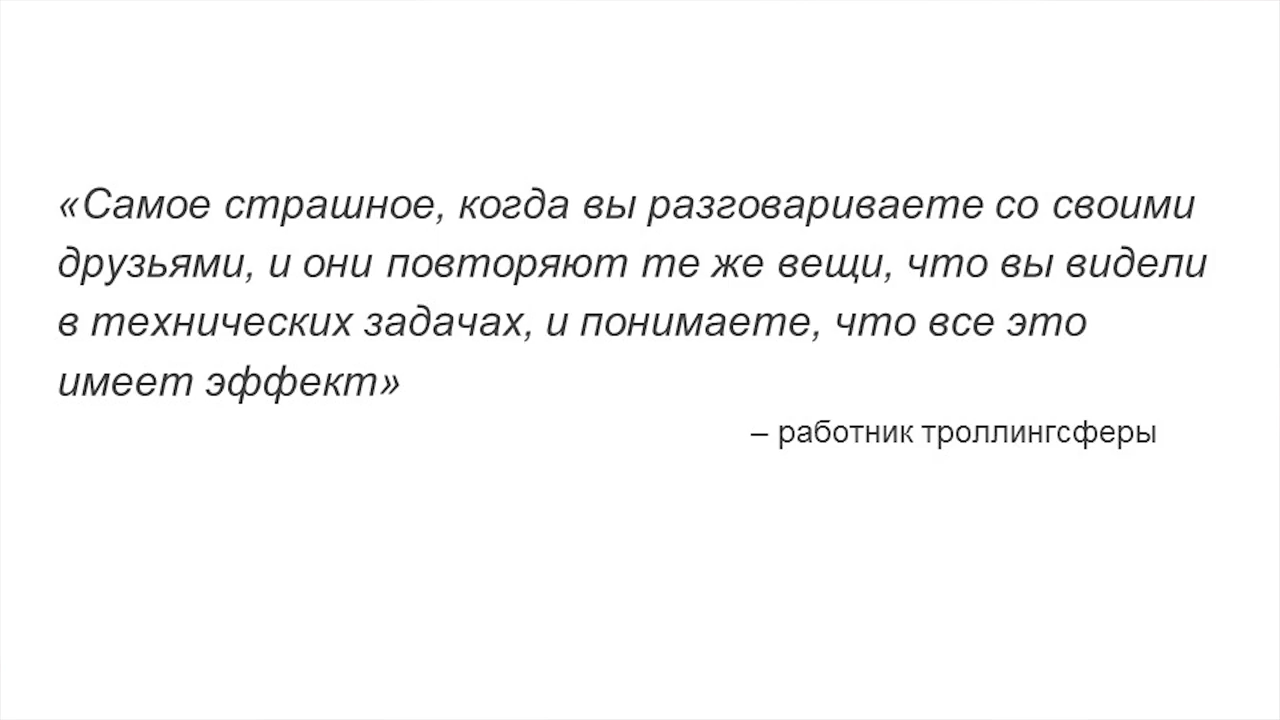 «Самое страшное, когда вы разговариваете со своими
друзьями, и они повторяют те же вещи, что вы видели
в технических задачах, и понимаете, что все это
имеет эффект»
– работник троллингсферы